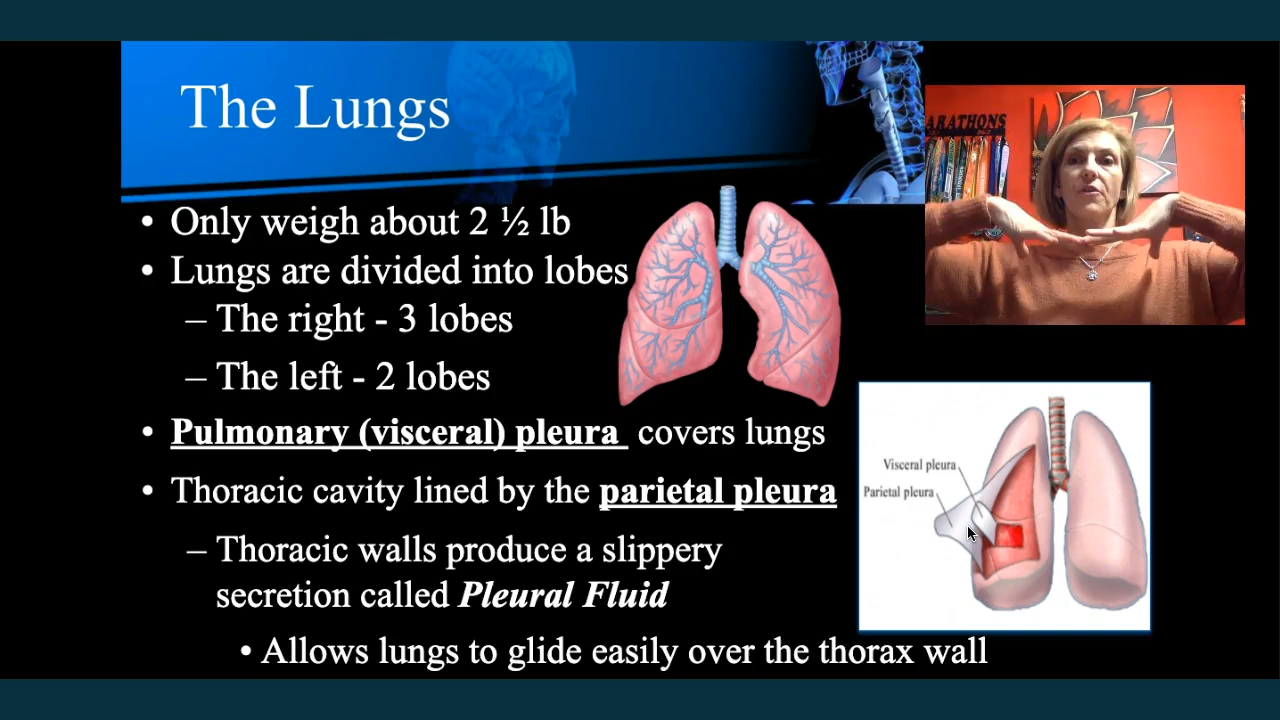 The Lungs
ARATHONS
• Only weigh about 2 ½ lb
• Lungs are divided into lobes
– The right - 3 lobes
– The left - 2 lobes
• Pulmonary (visceral) pleura covers lungs
• Thoracic cavity lined by the parietal pleura
– Thoracic walls produce a slippery
secretion called Pleural Fluid
• Allows lungs to glide easily over the thorax wall
Visceral pleura
Parietal pleura